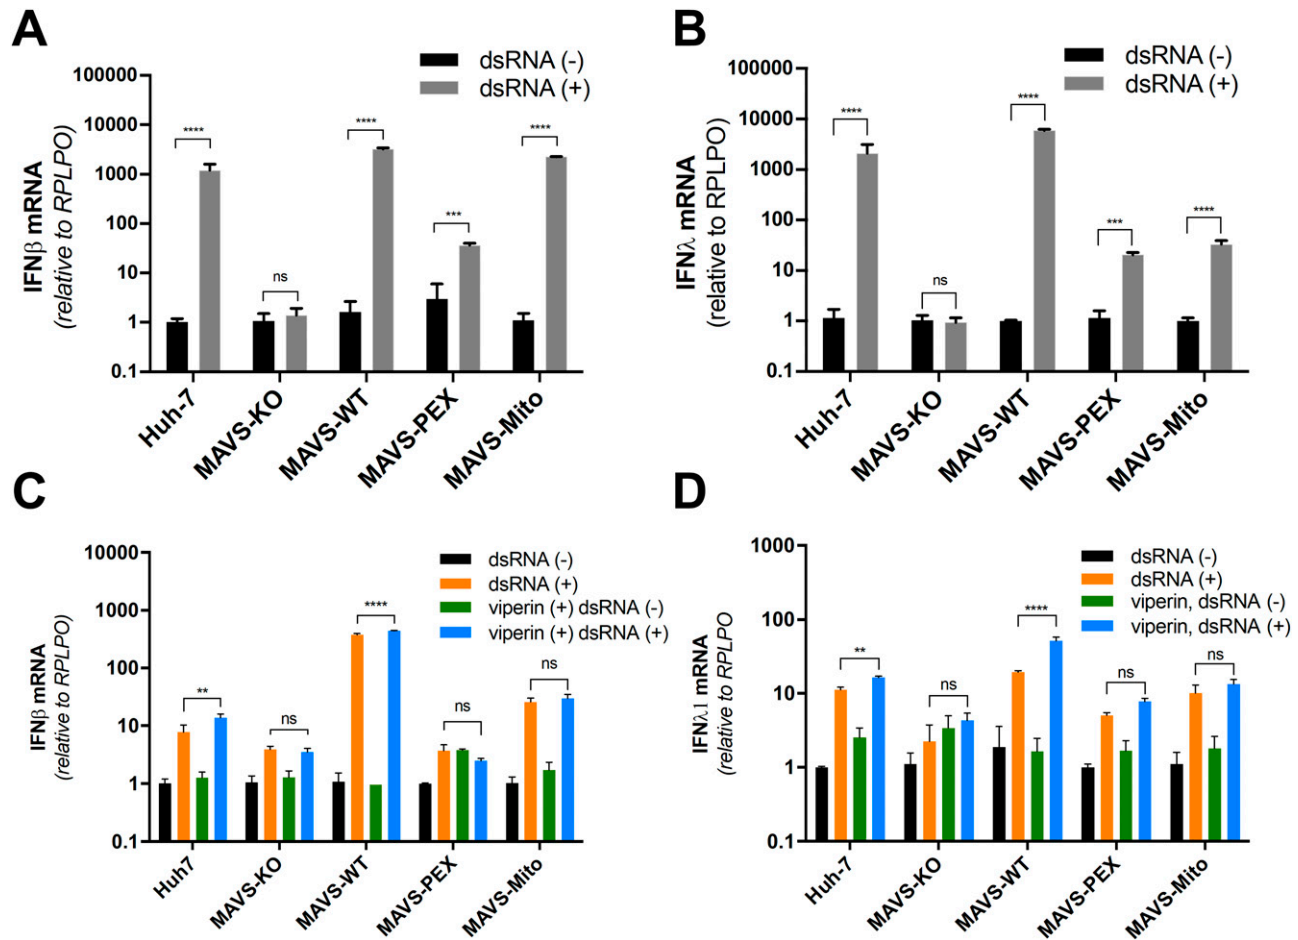 A
dsRNA (-)
dsRNA (+)
IFNβ mRNA
(relative to RPLPO)
100000
10000
1000
100
10
1
0.1
****
ns
****
***
****
Huh-7
MAVS-KO
MAVS-WT
MAVS-PEX
MAVS-Mito
B
dsRNA (-)
dsRNA (+)
IFNλ mRNA
(relative to RPLPO)
100000
10000
1000
100
10
1
0.1
****
ns
****
***
****
Huh-7
MAVS-KO
MAVS-WT
MAVS-PEX
MAVS-Mito
C
dsRNA (-)
dsRNA (+)
viperin (+) dsRNA (-)
viperin (+) dsRNA (+)
IFNβ mRNA
(relative to RPLPO)
10000
1000
100
10
1
0.1
**
ns
****
ns
ns
Huh7
MAVS-KO
MAVS-WT
MAVS-PEX
MAVS-Mito
D
dsRNA (-)
dsRNA (+)
viperin, dsRNA (-)
viperin, dsRNA (+)
IFNλ1 mRNA
(relative to RPLPO
1000
100
10
1
0.1
**
ns
****
ns
ns
Huh-7
MAVS-KO
MAVS-WT
MAVS-PEX
MAVS-Mito